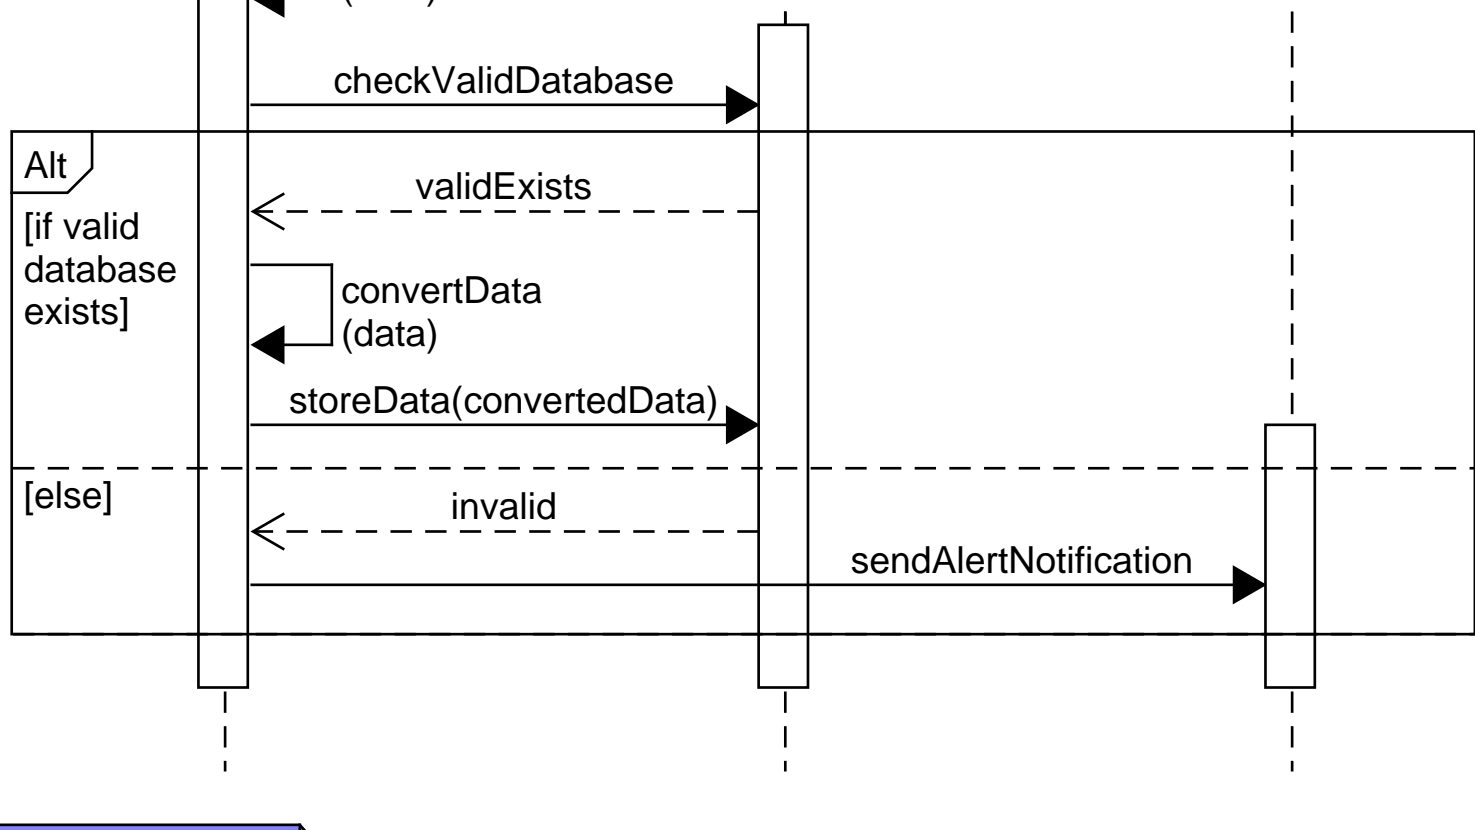 checkValidDatabase
Alt
validExists
[if valid
database
exists]
convertData
(data)
storeData(convertedData)
[else]
invalid
sendAlertNotification